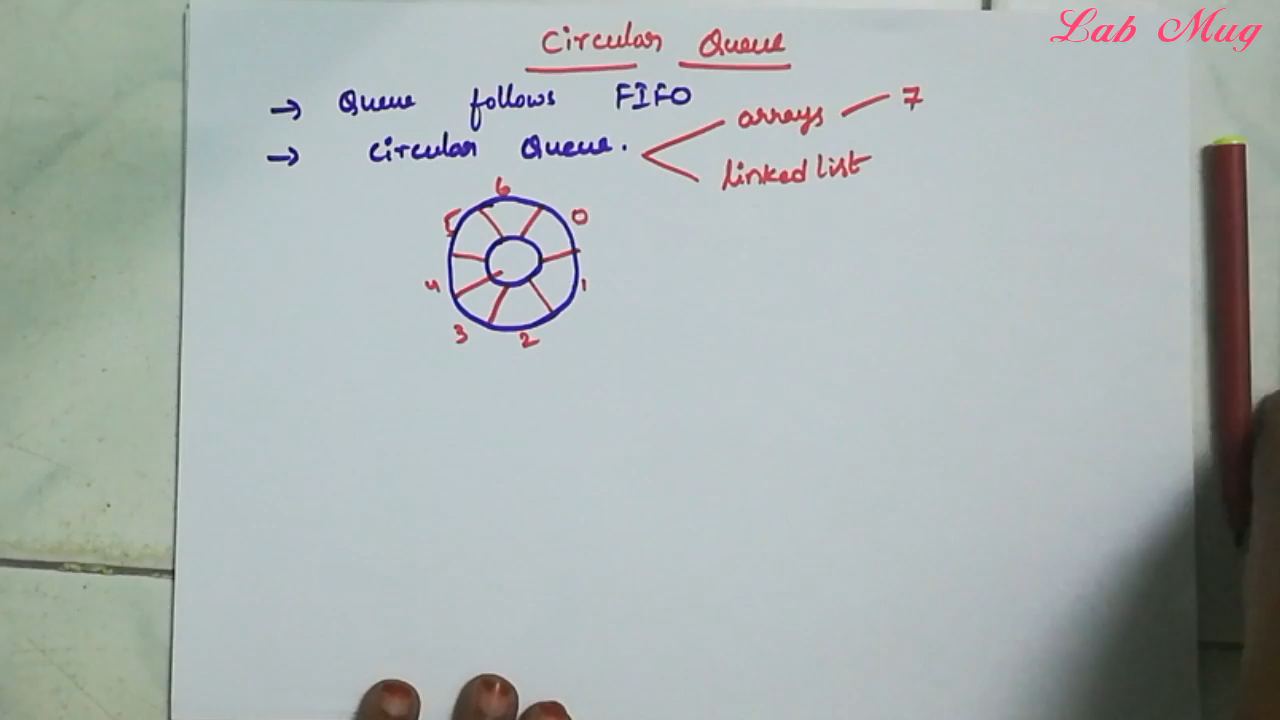 Lab Mug
Circular Queue
→ Queue follows FIFO
→ circular Queue.
arrays 7
linked list
6
5 0
4 1
3 2